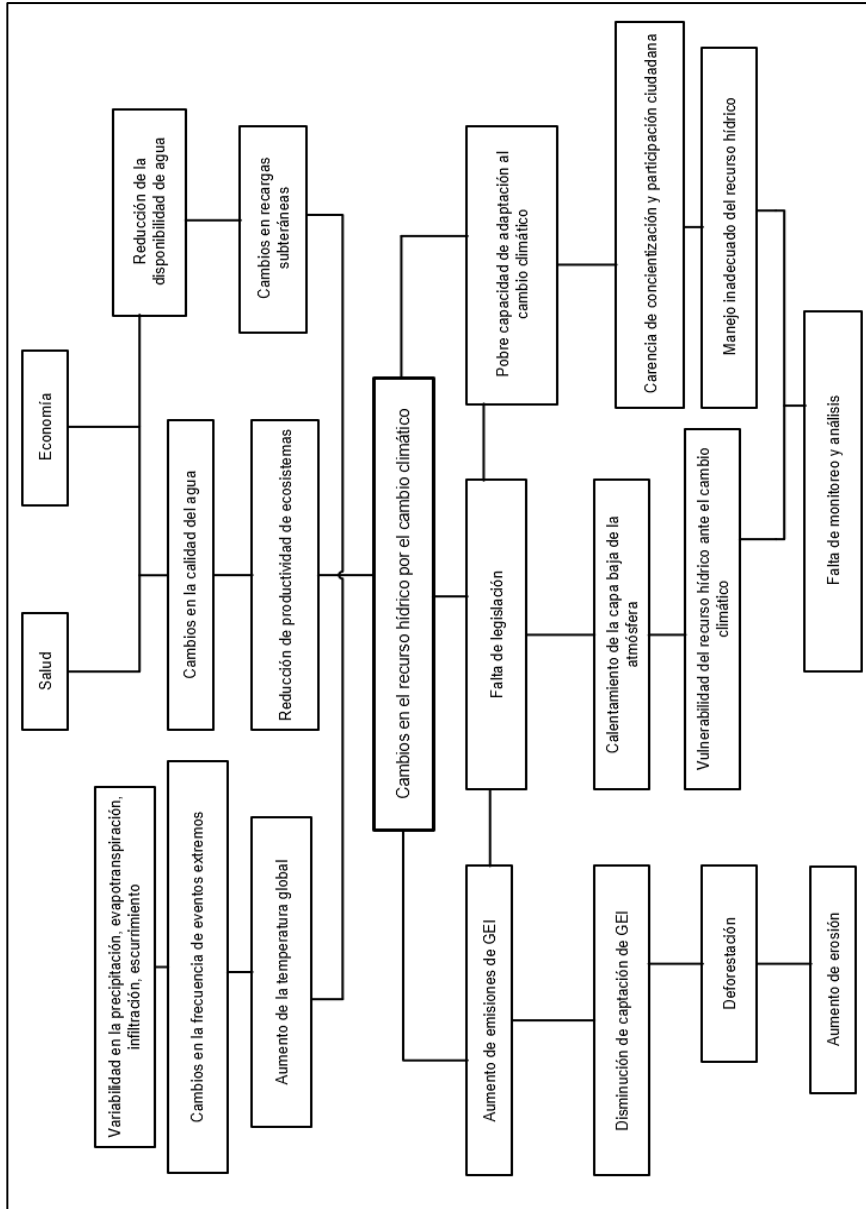 Salud
Economía
Variabilidad en la precipitación, evapotranspiración,
infiltración, escurrimiento
Reducción de la
disponibilidad de agua
Cambios en la frecuencia de eventos extremos
Cambios en la calidad del agua
Cambios en recargas
subteráneas
Aumento de la temperatura global
Reducción de productividad de ecosistemas
Cambios en el recurso hídrico por el cambio climático
Aumento de emisiones de GEI
Falta de legislación
Pobre capacidad de adaptación al
cambio climático
Disminución de captación de GEI
Calentamiento de la capa baja de la
atmósfera
Carencia de concientización y participación ciudadana
Deforestación
Vulnerabilidad del recurso hídrico ante el cambio
climático
Manejo inadecuado del recurso hídrico
Aumento de erosión
Falta de monitoreo y análisis